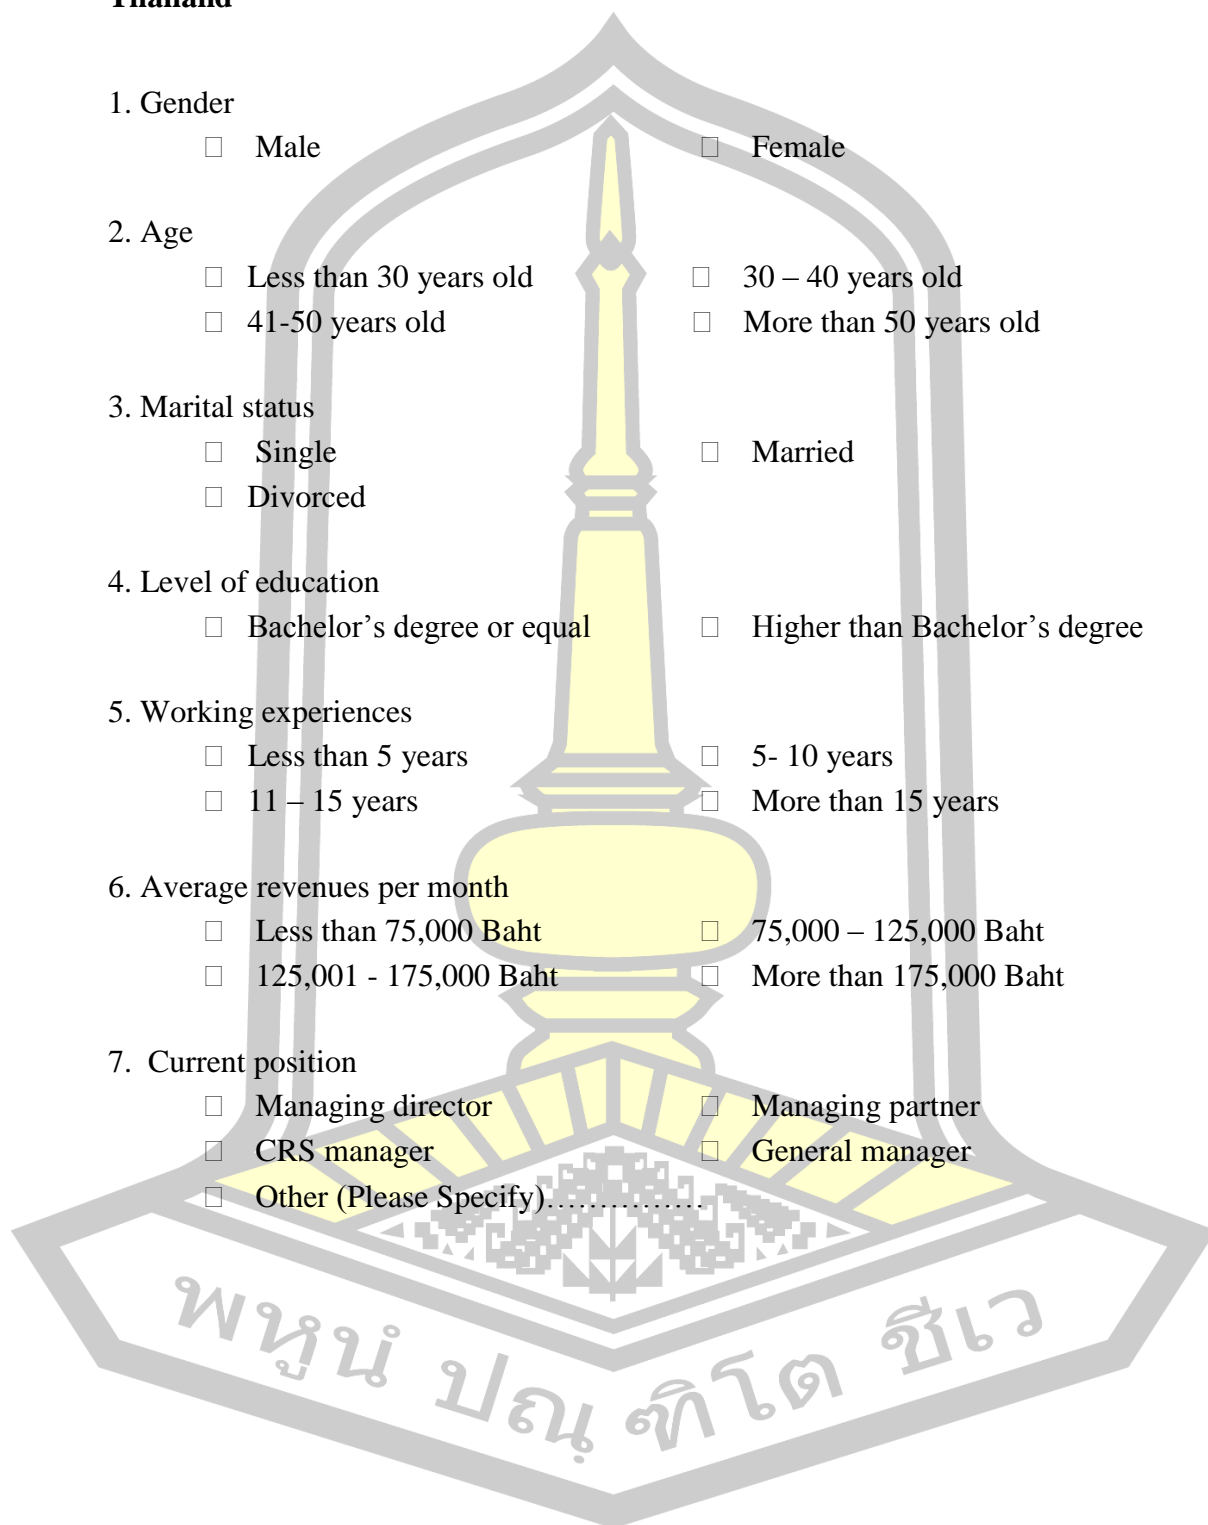 Thailand
1. Gender
□ Male □ Female
2. Age
□ Less than 30 years old □ 30 – 40 years old
□ 41-50 years old □ More than 50 years old
3. Marital status
□ Single □ Married
□ Divorced
4. Level of education
□ Bachelor’s degree or equal □ Higher than Bachelor’s degree
5. Working experiences
□ Less than 5 years □ 5- 10 years
□ 11 – 15 years □ More than 15 years
6. Average revenues per month
□ Less than 75,000 Baht □ 75,000 – 125,000 Baht
□ 125,001 - 175,000 Baht □ More than 175,000 Baht
7. Current position
□ Managing director □ Managing partner
□ CRS manager □ General manager
□ Other (Please Specify)……………
พหูนํ ปณฺฑิโต ชีเว